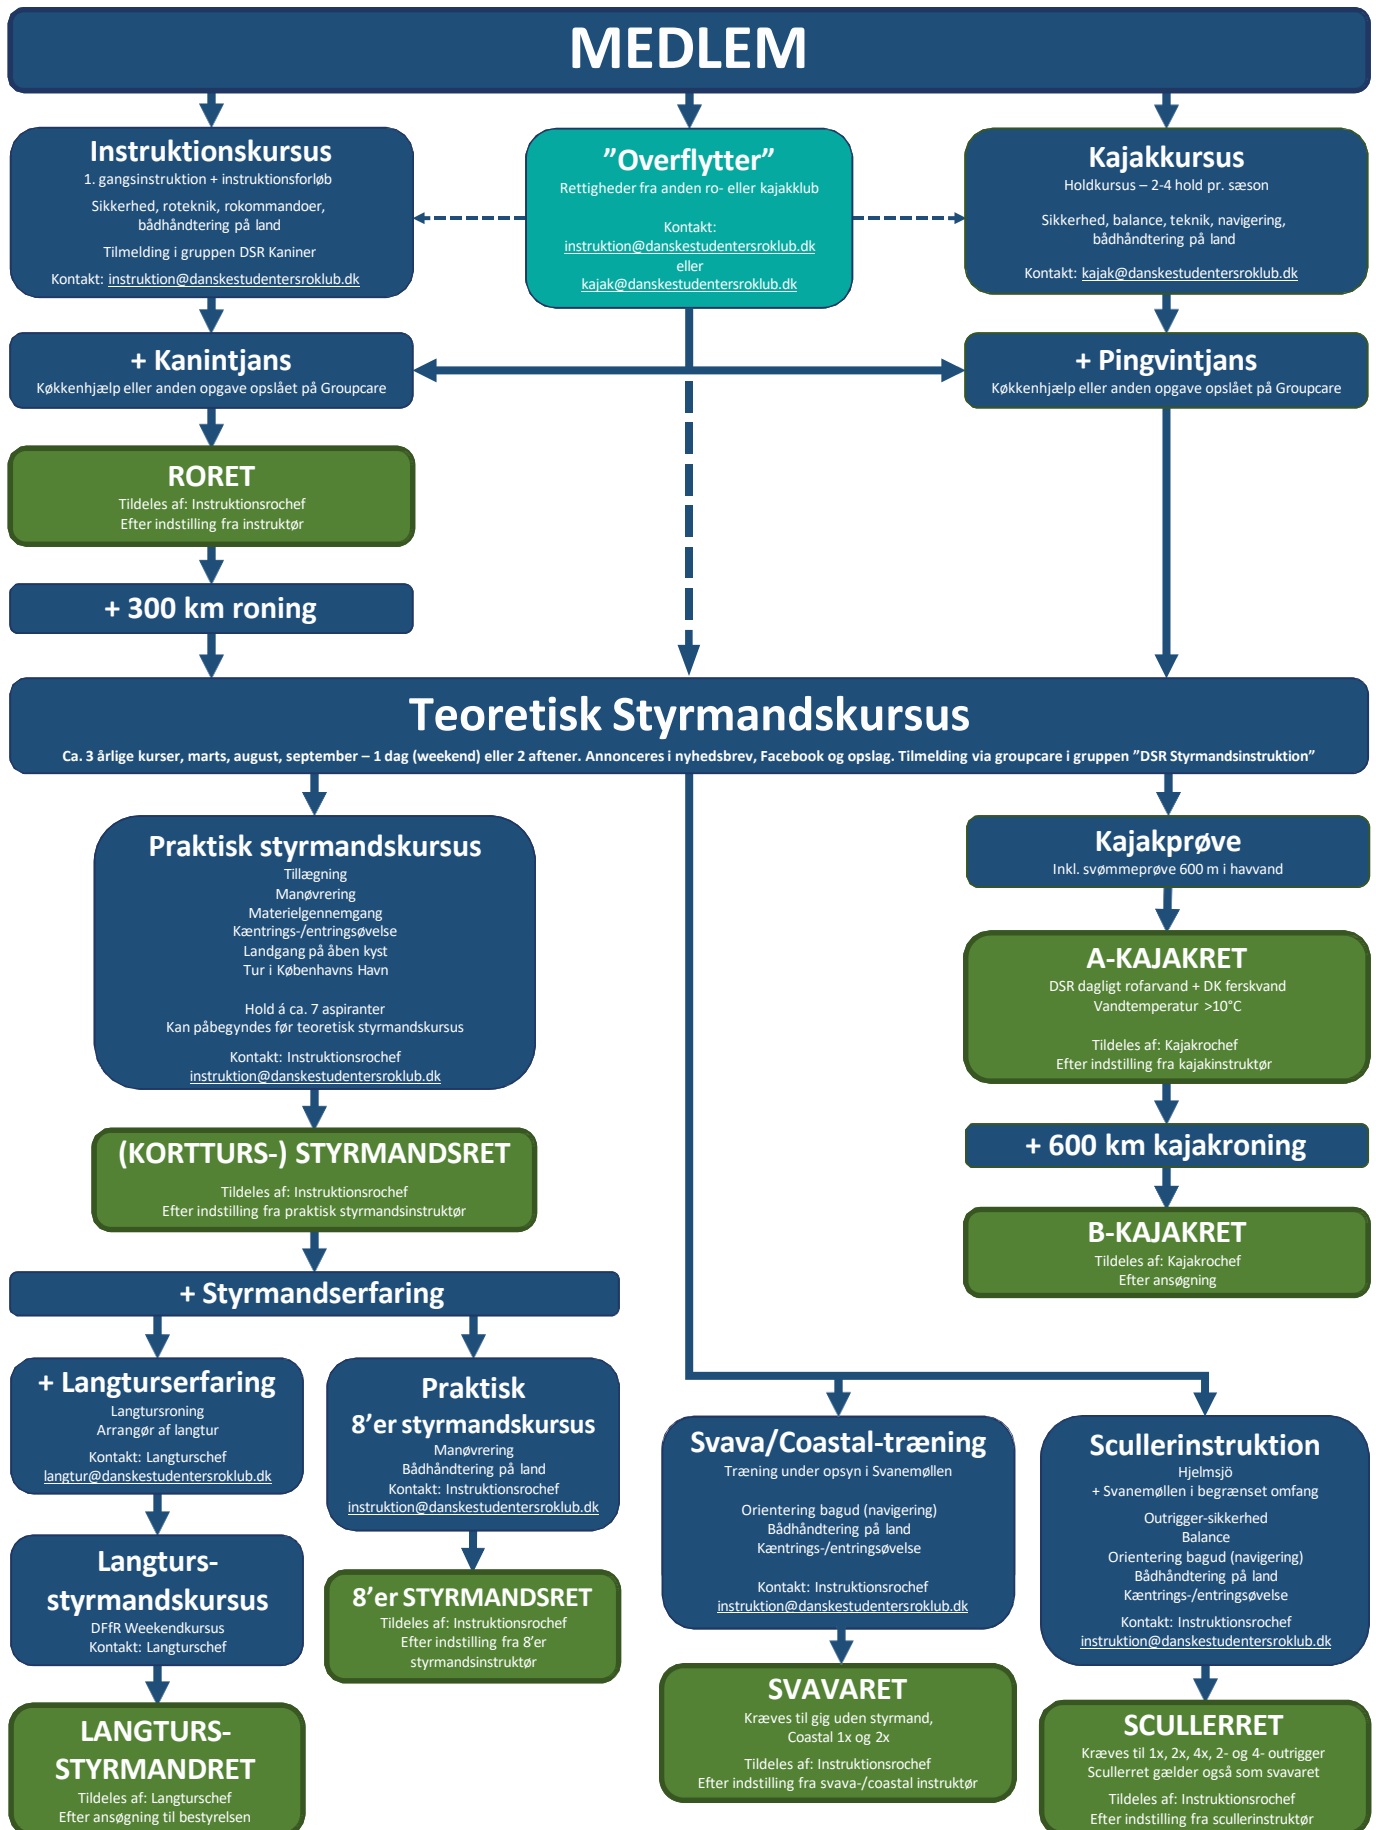 MEDLEM
Instruktionskursus
1. gangsinstruktion + instruktionsforløb
Sikkerhed, roteknik, rokommandoer,
bådhåndtering på land
Tilmelding i gruppen DSR Kaniner
Kontakt: instruktion@danskestudentersroklub.dk
”Overflytter”
Rettigheder fra anden ro- eller kajakklub
Kontakt:
instruktion@danskestudentersroklub.dk
eller
kajak@danskestudentersroklub.dk
Kajakkursus
Holdkursus – 2-4 hold pr. sæson
Sikkerhed, balance, teknik, navigering,
bådhåndtering på land
Kontakt: kajak@danskestudentersroklub.dk
+ Kanintjans
Køkkenhjælp eller anden opgave opslået på Groupcare
+ Pingvintjans
Køkkenhjælp eller anden opgave opslået på Groupcare
RORET
Tildeles af: Instruktionsrochef
Efter indstilling fra instruktør
+ 300 km roning
Teoretisk Styrmandskursus
Ca. 3 årlige kurser, marts, august, september – 1 dag (weekend) eller 2 aftener. Annonceres i nyhedsbrev, Facebook og opslag. Tilmelding via groupcare i gruppen ”DSR Styrmandsinstruktion”
Praktisk styrmandskursus
Tillægning
Manøvrering
Materielgennemgang
Kæntrings-/entringsøvelse
Landgang på åben kyst
Tur i Københavns Havn
Hold á ca. 7 aspiranter
Kan påbegyndes før teoretisk styrmandskursus
Kontakt: Instruktionsrochef
instruktion@danskestudentersroklub.dk
Kajakprøve
Inkl. svømmeprøve 600 m i havvand
A-KAJAKRET
DSR dagligt rofarvand + DK ferskvand
Vandtemperatur >10°C
Tildeles af: Kajakrochef
Efter indstilling fra kajakinstruktør
(KORTTURS-) STYRMANDSRET
Tildeles af: Instruktionsrochef
Efter indstilling fra praktisk styrmandsinstruktør
+ 600 km kajakroning
B-KAJAKRET
Tildeles af: Kajakrochef
Efter ansøgning
+ Styrmandserfaring
+ Langturserfaring
Langtursroning
Arrangør af langtur
Kontakt: Langturschef
langtur@danskestudentersroklub.dk
Praktisk
8’er styrmandskursus
Manøvrering
Bådhåndtering på land
Kontakt: Instruktionsrochef
instruktion@danskestudentersroklub.dk
Svava/Coastal-træning
Træning under opsyn i Svanemøllen
Orientering bagud (navigering)
Bådhåndtering på land
Kæntrings-/entringsøvelse
Kontakt: Instruktionsrochef
instruktion@danskestudentersroklub.dk
Scullerinstruktion
Hjelmsjö
+ Svanemøllen i begrænset omfang
Outrigger-sikkerhed
Balance
Orientering bagud (navigering)
Bådhåndtering på land
Kæntrings-/entringsøvelse
Kontakt: Instruktionsrochef
instruktion@danskestudentersroklub.dk
Langturs-
styrmandskursus
DFfR Weekendkursus
Kontakt: Langturschef
8’er STYRMANDSRET
Tildeles af: Instruktionsrochef
Efter indstilling fra 8’er
styrmandsinstruktør
LANGTURS-
STYRMANDRET
Tildeles af: Langturschef
Efter ansøgning til bestyrelsen
SVAVARET
Kræves til gig uden styrmand,
Coastal 1x og 2x
Tildeles af: Instruktionsrochef
Efter indstilling fra svava-/coastal instruktør
SCULLERRET
Kræves til 1x, 2x, 4x, 2- og 4- outrigger
Scullerret gælder også som svavaret
Tildeles af: Instruktionsrochef
Efter indstilling fra scullerinstruktør